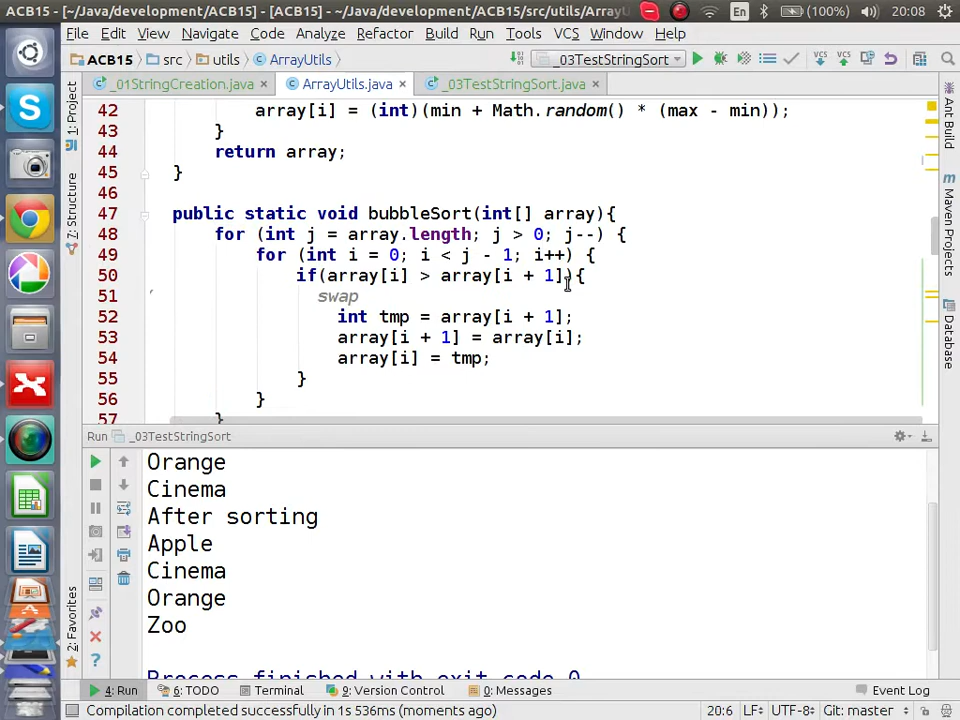 ACB15 - [~/Java/development/ACB15] - [ACB15] - ~/Java/development/ACB15/src/utils/ArrayU
En (100%) 20:08
File Edit View Navigate Code Analyze Refactor Build Run Tools VCS Window Help
ACB15 src utils ArrayUtils _03TestStringSort VCS VCS
_01StringCreation.java ArrayUtils.java _03TestStringSort.java
1: Project
7: Structure
2: Favorites
Ant Build
Maven Projects
Database
42 array[i] = (int)(min + Math.random() * (max - min));
43 }
44 return array;
45 }
46
47 public static void bubbleSort(int[] array){
48 for (int j = array.length; j > 0; j--) {
49 for (int i = 0; i < j - 1; i++) {
50 if(array[i] > array[i + 1]){
51 swap
52 int tmp = array[i + 1];
53 array[i + 1] = array[i];
54 array[i] = tmp;
55 }
56 }
57 }
Run _03TestStringSort
Orange
Cinema
After sorting
Apple
Cinema
Orange
Zoo
Process finished with exit code 0
4: Run 6: TODO Terminal 9: Version Control 0: Messages Event Log
Compilation completed successfully in 1s 536ms (moments ago) 20:6 LF UTF-8 Git: master